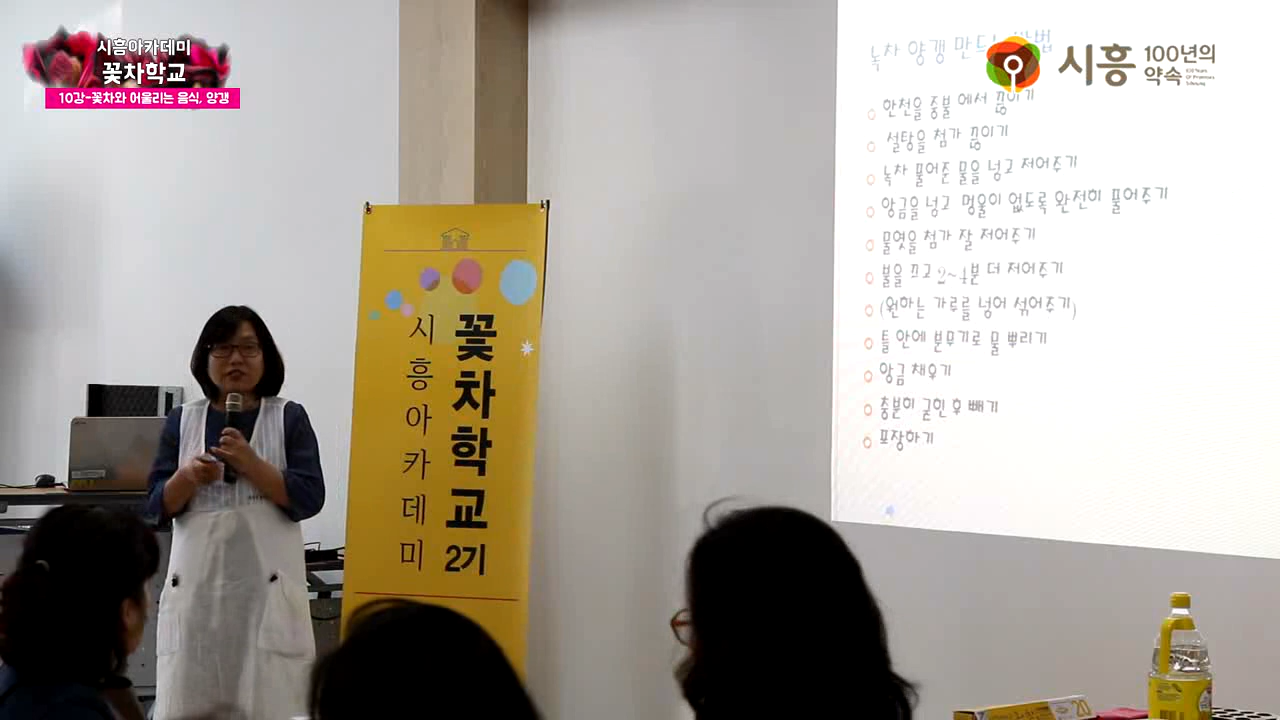 시흥아카데미
꽃차학교
10강-꽃차와 어울리는 음식, 양갱
시흥 100년의 약속
녹차 양갱 만드는 방법
한천을 중불 에서 끓이기
설탕을 첨가 끓이기
녹차 풀어준 물을 넣고 저어주기
앙금을 넣고 멍울이 없도록 완전히 풀어주기
물엿을 첨가 잘 저어주기
불을 끄고 2~4분 더 저어주기
(원하는 가루를 넣어 섞어주기)
틀 안에 분무기로 물 뿌리기
앙금 채우기
충분히 굳힌 후 빼기
포장하기
시흥아카데미
꽃차학교 2기
20